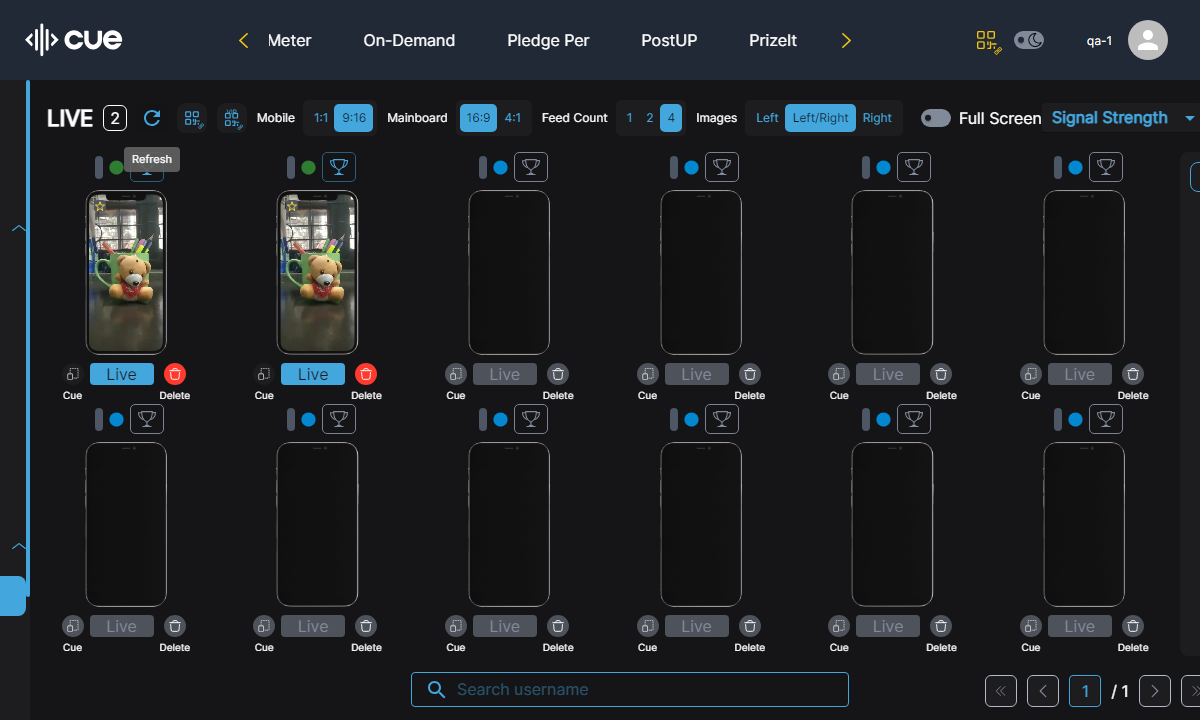 cue
Meter On-Demand Pledge Per PostUP PrizeIt
qa-1
LIVE 2 Mobile 1:1 9:16 Mainboard 16:9 4:1 Feed Count 1 2 4 Images Left Left/Right Right Full Screen Signal Strength
Refresh
Live Live Live Live Live Live
Cue Delete Cue Delete Cue Delete Cue Delete Cue Delete Cue Delete
Live Live Live Live Live Live
Cue Delete Cue Delete Cue Delete Cue Delete Cue Delete Cue Delete
Search username
1 / 1